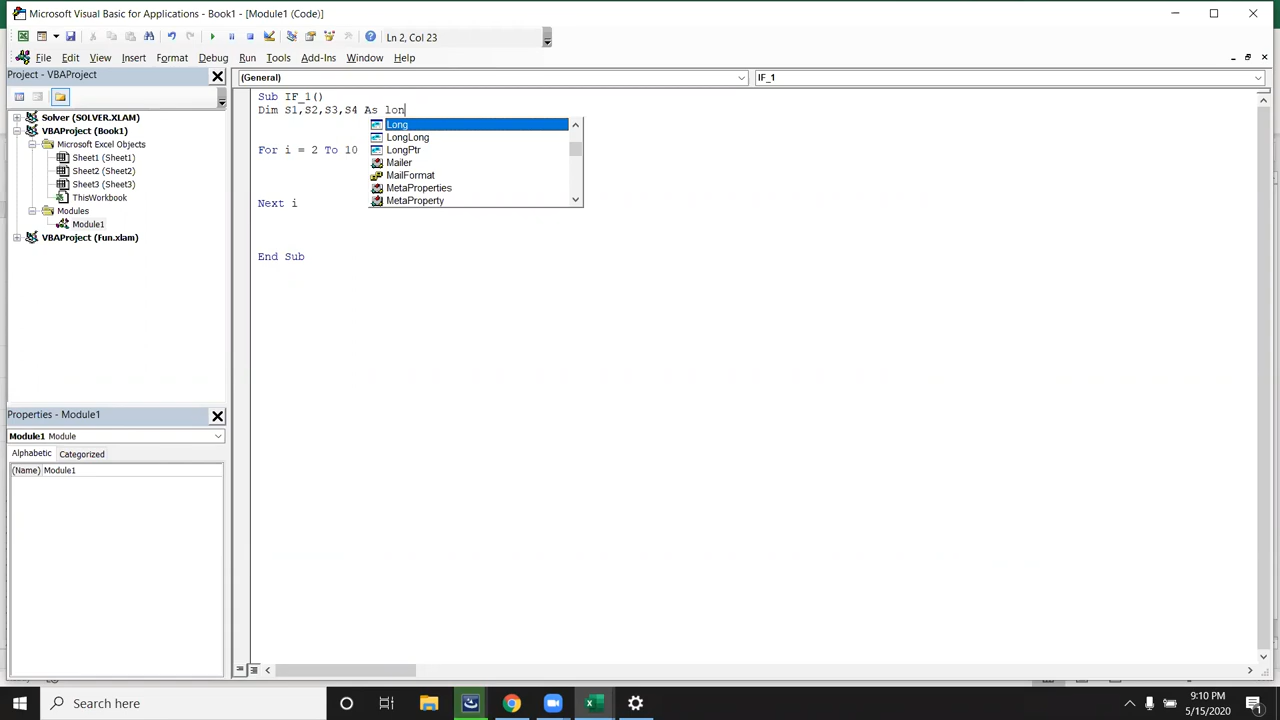 Microsoft Visual Basic for Applications - Book1 - [Module1 (Code)]
Ln 2, Col 23
File Edit View Insert Format Debug Run Tools Add-Ins Window Help
Project - VBAProject
(General)
IF_1
Solver (SOLVER.XLAM)
VBAProject (Book1)
Microsoft Excel Objects
Sheet1 (Sheet1)
Sheet2 (Sheet2)
Sheet3 (Sheet3)
ThisWorkbook
Modules
Module1
VBAProject (Fun.xlam)
Sub IF_1()
Dim S1,S2,S3,S4 As lon
Long
LongLong
LongPtr
Mailer
MailFormat
MetaProperties
MetaProperty
For i = 2 To 10
Next i
End Sub
Properties - Module1
Module1 Module
Alphabetic Categorized
(Name) Module1
Search here
9:10 PM
5/15/2020
1